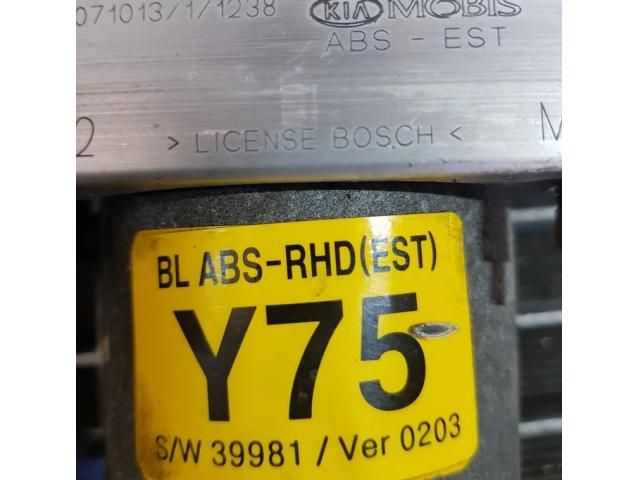 071013/1/1238 KIA MOBIS
ABS - EST
2 > LICENSE BOSCH < M
BL ABS-RHD(EST)
Y75
S/W 39981 / Ver 0203